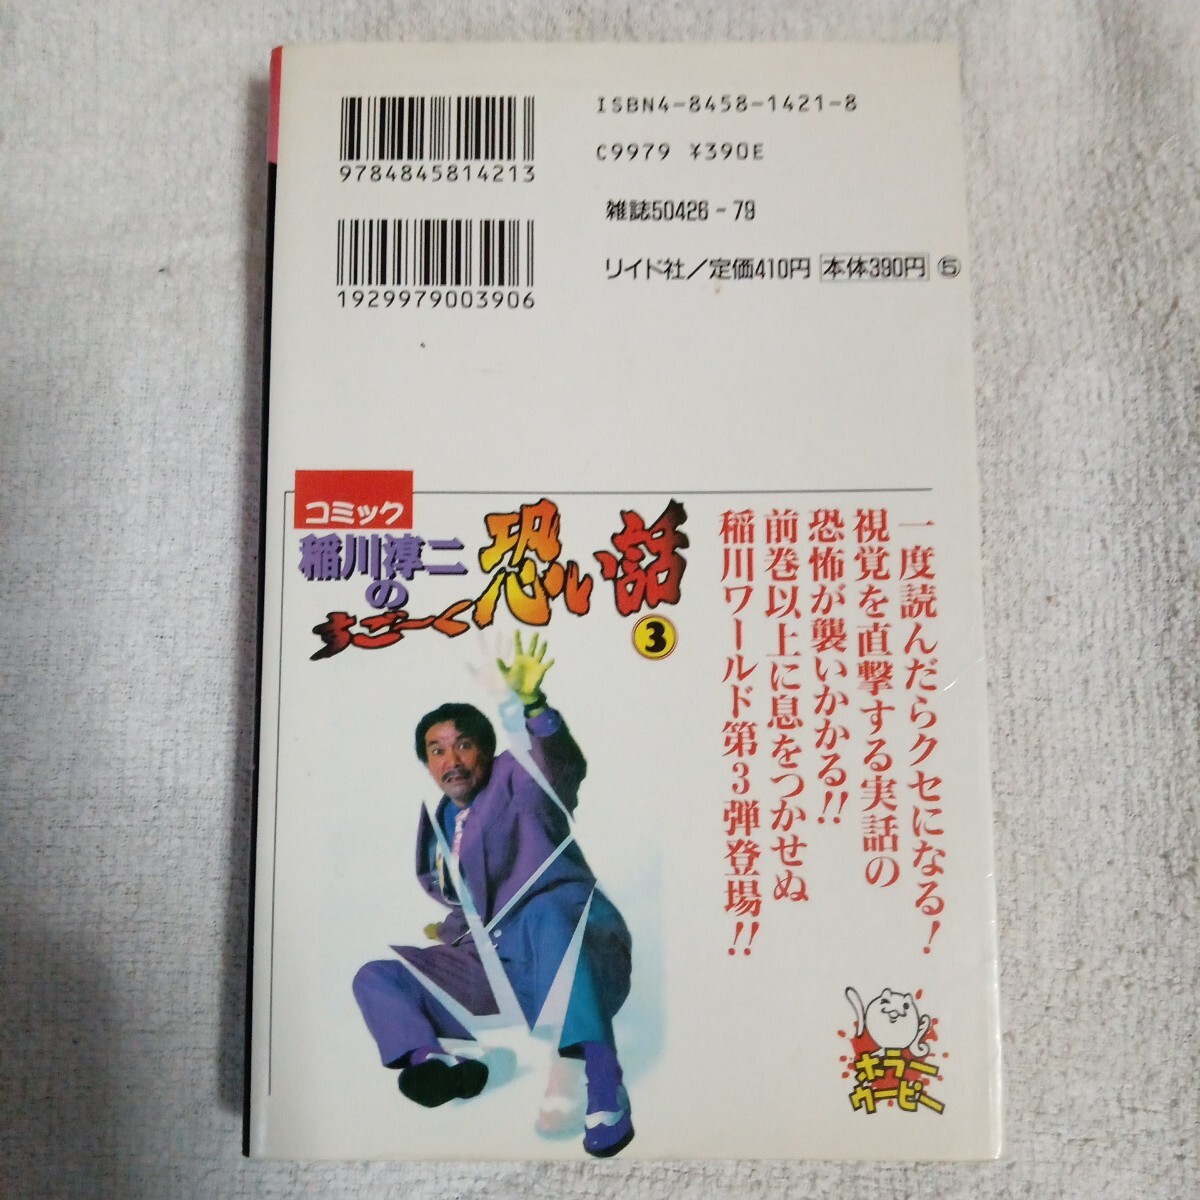 ISBN4-8458-1421-8
C9979 ¥390E
9784845814213
雑誌50426-79
リイド社/定価410円 本体390円 ⑤
1929979003906
コミック
稲川淳二
の
すご〜く恐い話
3
一度読んだらクセになる!
視覚を直撃する実話の
恐怖が襲いかかる!!
前巻以上に息をつかせぬ
稲川ワールド第3弾登場!!
ホラー
ウーピー